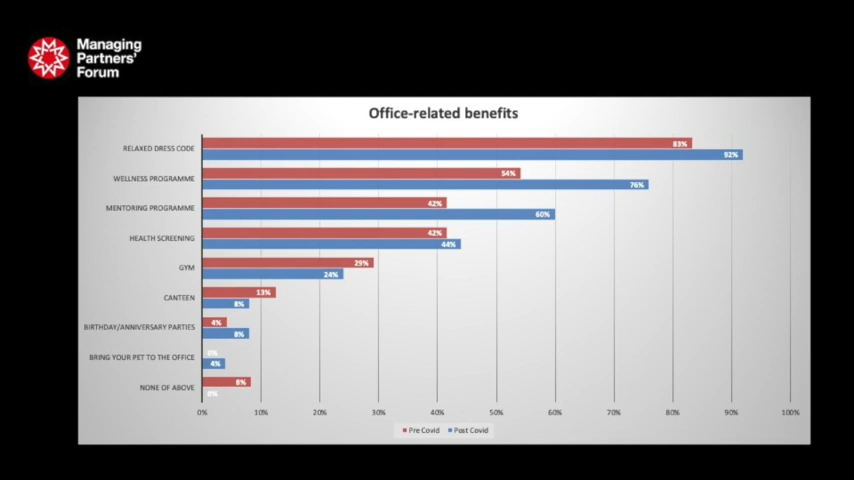 Managing
Partners'
Forum
Office-related benefits
RELAXED DRESS CODE
83%
92%
WELLNESS PROGRAMME
54%
76%
MENTORING PROGRAMME
42%
60%
HEALTH SCREENING
42%
44%
GYM
29%
24%
CANTEEN
13%
8%
BIRTHDAY/ANNIVERSARY PARTIES
4%
8%
BRING YOUR PET TO THE OFFICE
0%
4%
NONE OF ABOVE
8%
0%
0% 10% 20% 30% 40% 50% 60% 70% 80% 90% 100%
Pre Covid Post Covid